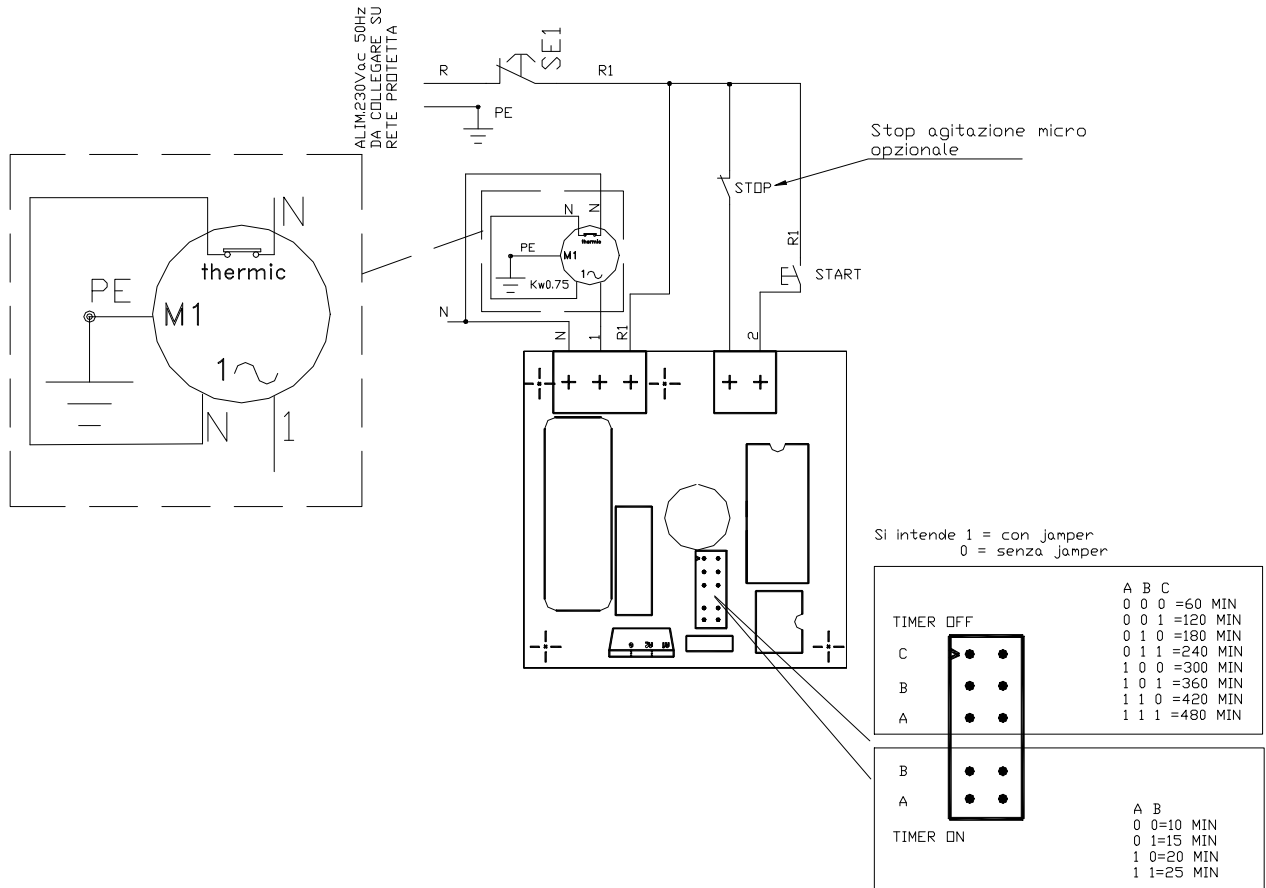 ALIM.230Vac 50Hz
DA COLLEGARE SU
RETE PROTETTA
R
SE1
R1
PE
Stop agitazione micro
opzionale
STOP
R1
START
N
thermic
PE
M1
1
N
1
N
N
thermic
PE
M1
1
Kw0.75
N
N
1
R1
2
Si intende 1 = con jamper
0 = senza jamper
TIMER OFF
C
B
A
A B C
0 0 0 =60 MIN
0 0 1 =120 MIN
0 1 0 =180 MIN
0 1 1 =240 MIN
1 0 0 =300 MIN
1 0 1 =360 MIN
1 1 0 =420 MIN
1 1 1 =480 MIN
B
A
TIMER ON
A B
0 0=10 MIN
0 1=15 MIN
1 0=20 MIN
1 1=25 MIN